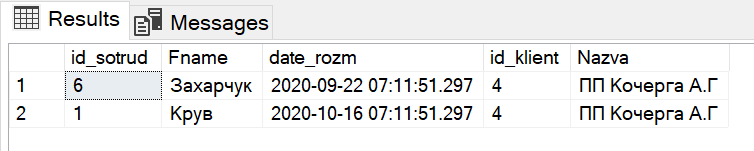 Results Messages
id_sotrud Fname date_rozm id_klient Nazva
1 6 Захарчук 2020-09-22 07:11:51.297 4 ПП Кочерга А.Г
2 1 Крув 2020-10-16 07:11:51.297 4 ПП Кочерга А.Г